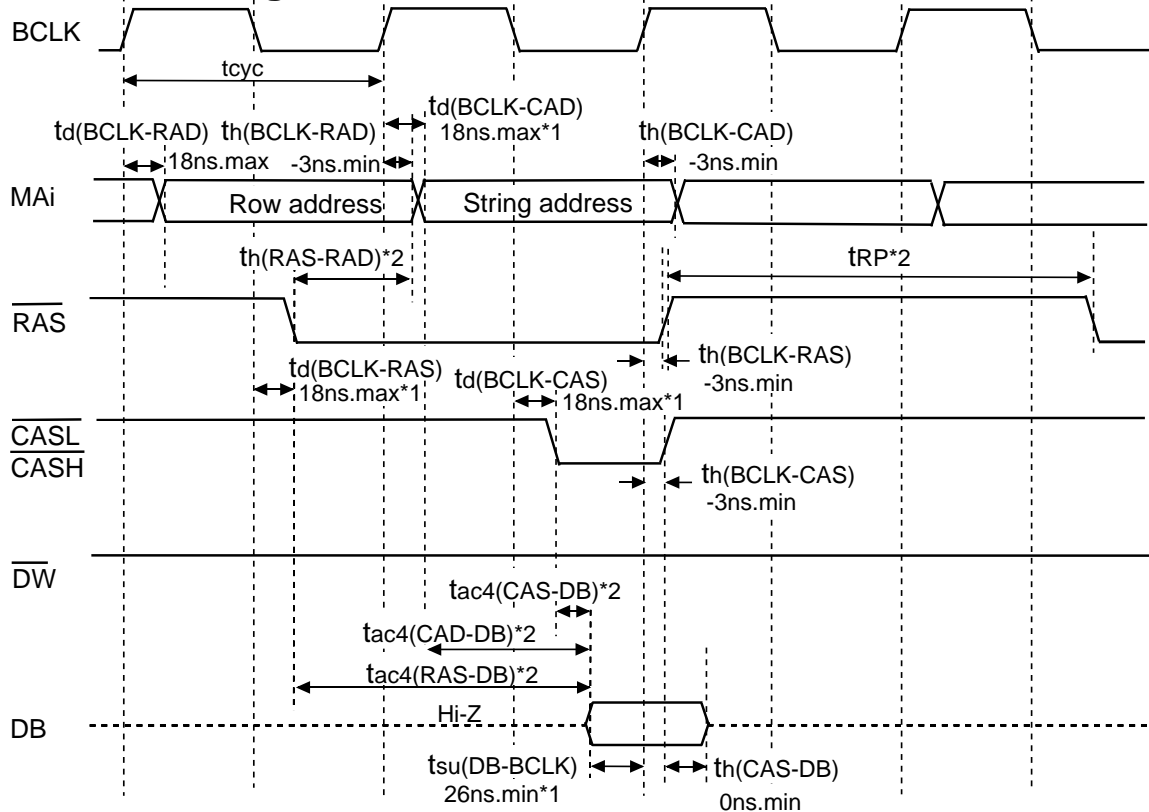 BCLK
tcyc
td(BCLK-CAD)
18ns.max*1
td(BCLK-RAD)
18ns.max
th(BCLK-RAD)
-3ns.min
th(BCLK-CAD)
-3ns.min
MAi
Row address
String address
th(RAS-RAD)*2
tRP*2
RAS
th(BCLK-RAS)
-3ns.min
td(BCLK-RAS)
18ns.max*1
td(BCLK-CAS)
18ns.max*1
CASL
CASH
th(BCLK-CAS)
-3ns.min
DW
tac4(CAS-DB)*2
tac4(CAD-DB)*2
tac4(RAS-DB)*2
Hi-Z
DB
tsu(DB-BCLK)
26ns.min*1
th(CAS-DB)
0ns.min